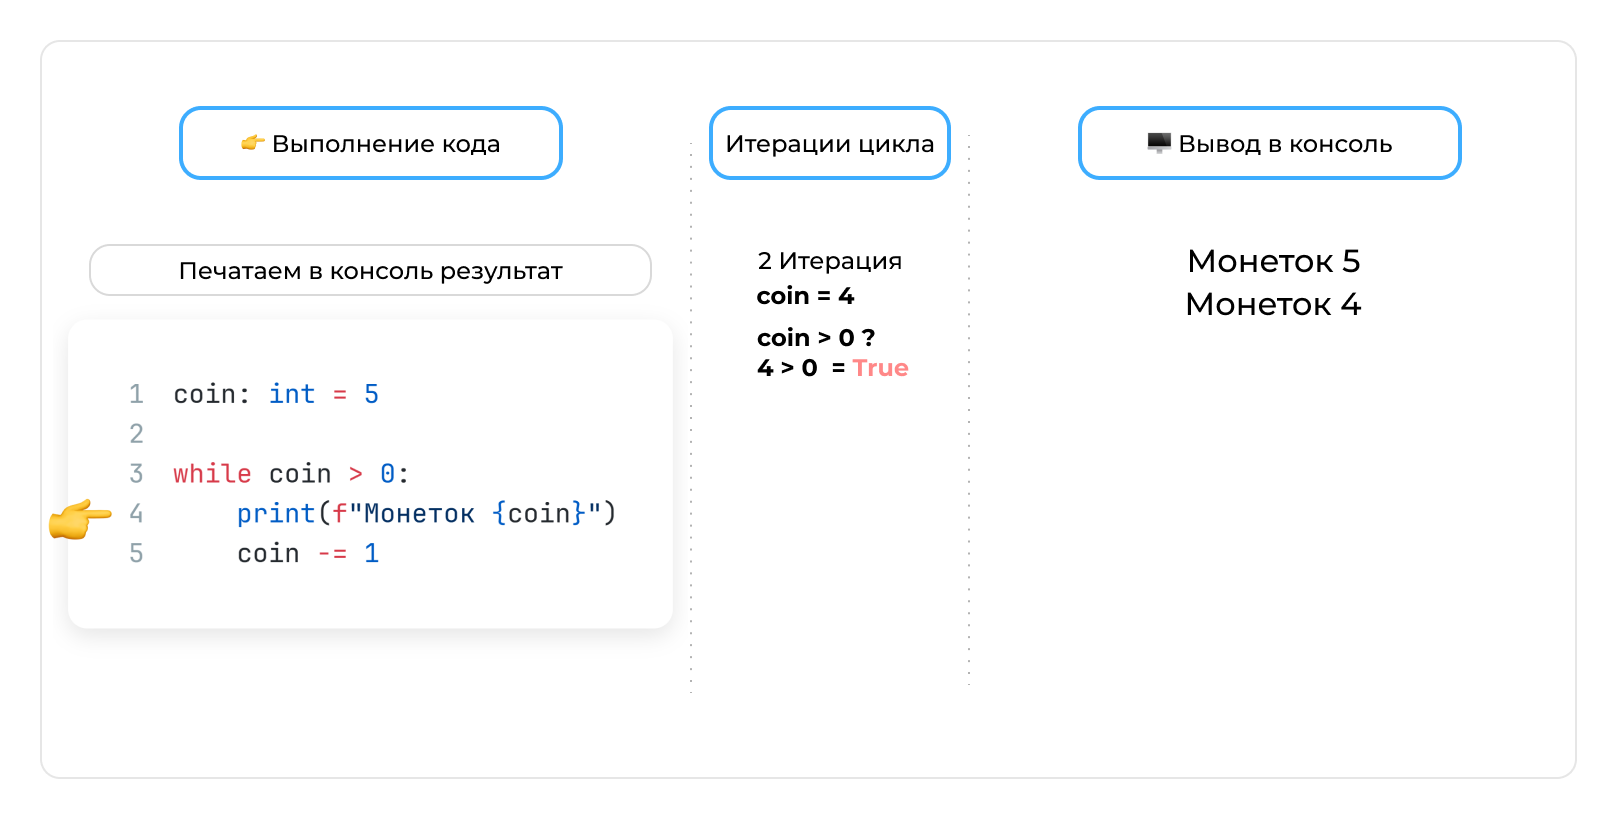 👉 Выполнение кода
Печатаем в консоль результат
1 coin: int = 5
2
3 while coin > 0:
4     print(f"Монеток {coin}")
5     coin -= 1
Итерации цикла
2 Итерация
coin = 4
coin > 0 ?
4 > 0 = True
🖥️ Вывод в консоль
Монеток 5
Монеток 4